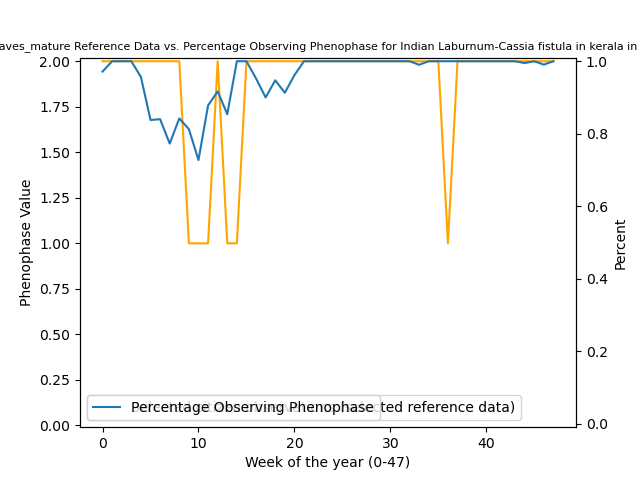 aves_mature Reference Data vs. Percentage Observing Phenophase for Indian Laburnum-Cassia fistula in kerala in
2.00
1.75
1.50
1.25
1.00
0.75
0.50
0.25
0.00
Phenophase Value
1.0
0.8
0.6
0.4
0.2
0.0
Percent
Percentage Observing Phenophase
ted reference data)
0 10 20 30 40
Week of the year (0-47)